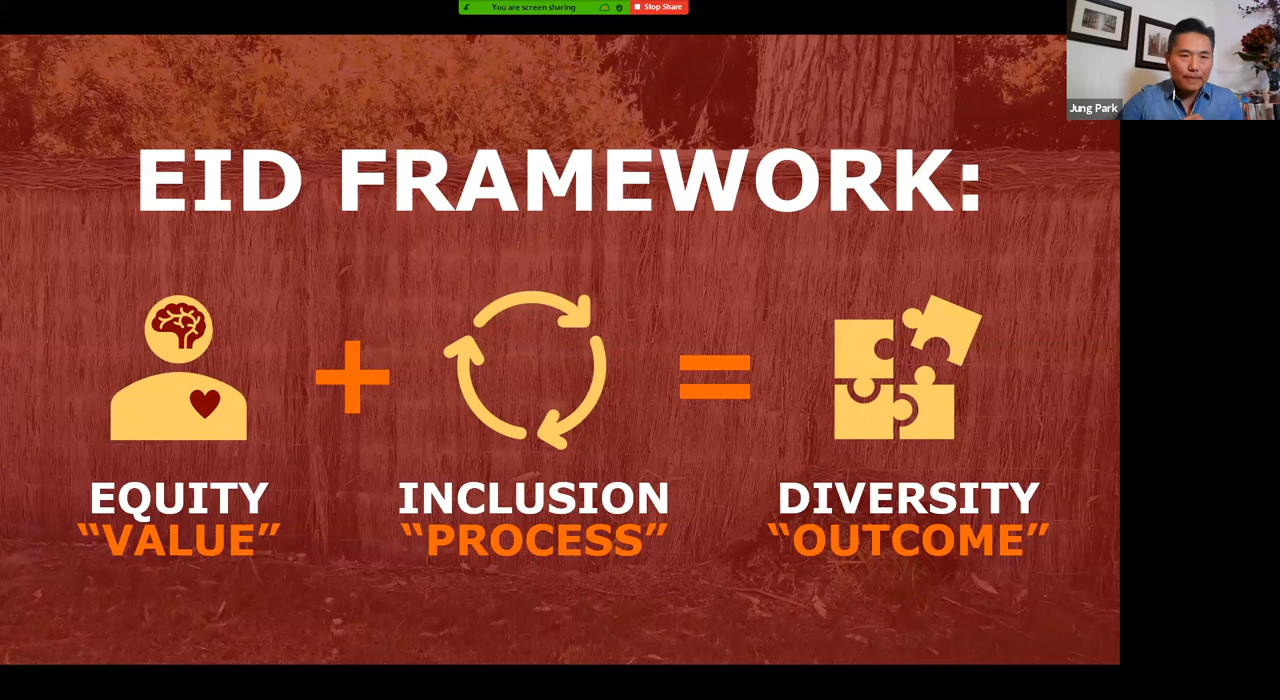 You are screen sharing
Stop Share
Jung Park
EID FRAMEWORK:
+
=
EQUITY
INCLUSION
DIVERSITY
“VALUE”
“PROCESS”
“OUTCOME”